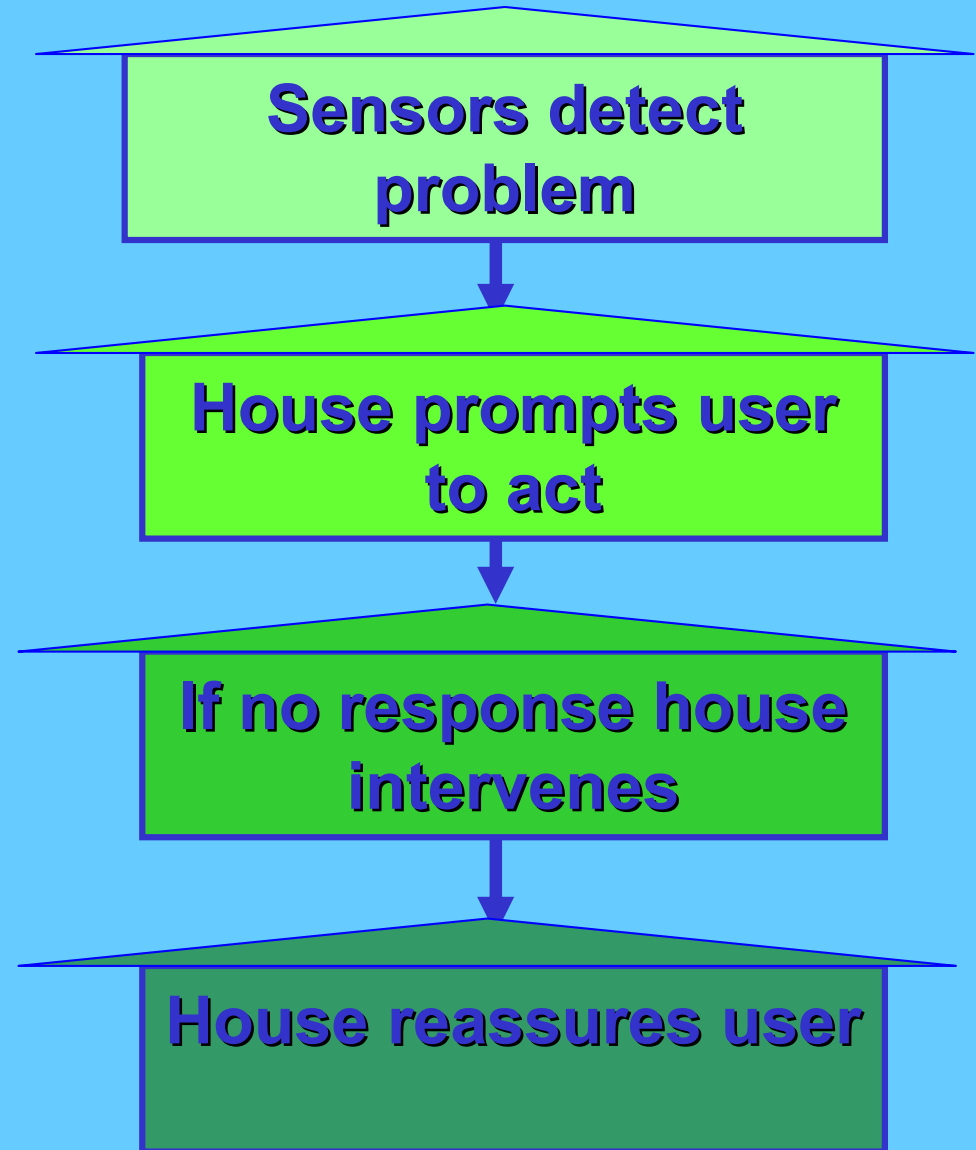 Sensors detect
problem
House prompts user
to act
If no response house
intervenes
House reassures user